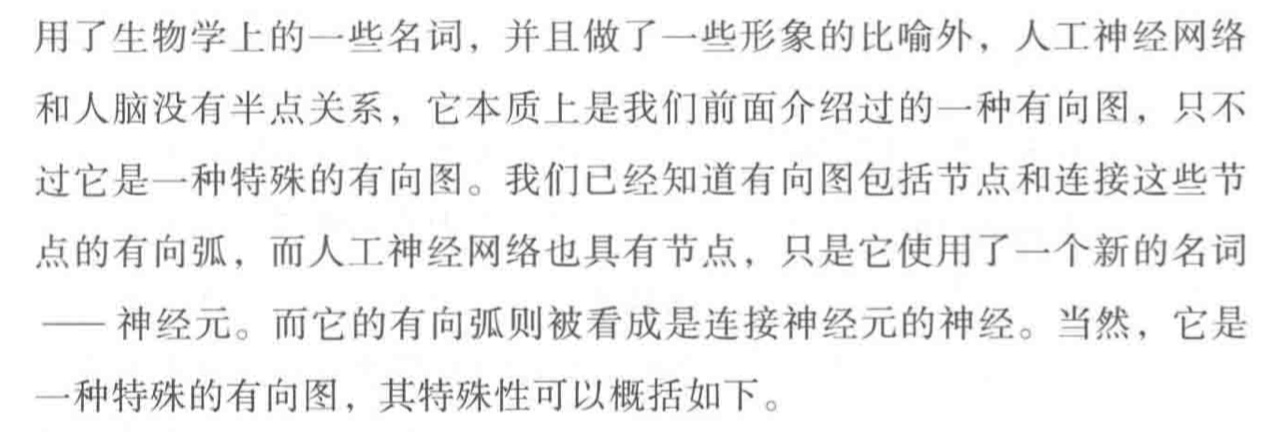 用了生物学上的一些名词，并且做了一些形象的比喻外，人工神经网络
和人脑没有半点关系，它本质上是我们前面介绍过的一种有向图，只不
过它是一种特殊的有向图。我们已经知道有向图包括节点和连接这些节
点的有向弧，而人工神经网络也具有节点，只是它使用了一个新的名词
—— 神经元。而它的有向弧则被看成是连接神经元的神经。当然，它是
一种特殊的有向图，其特殊性可以概括如下。